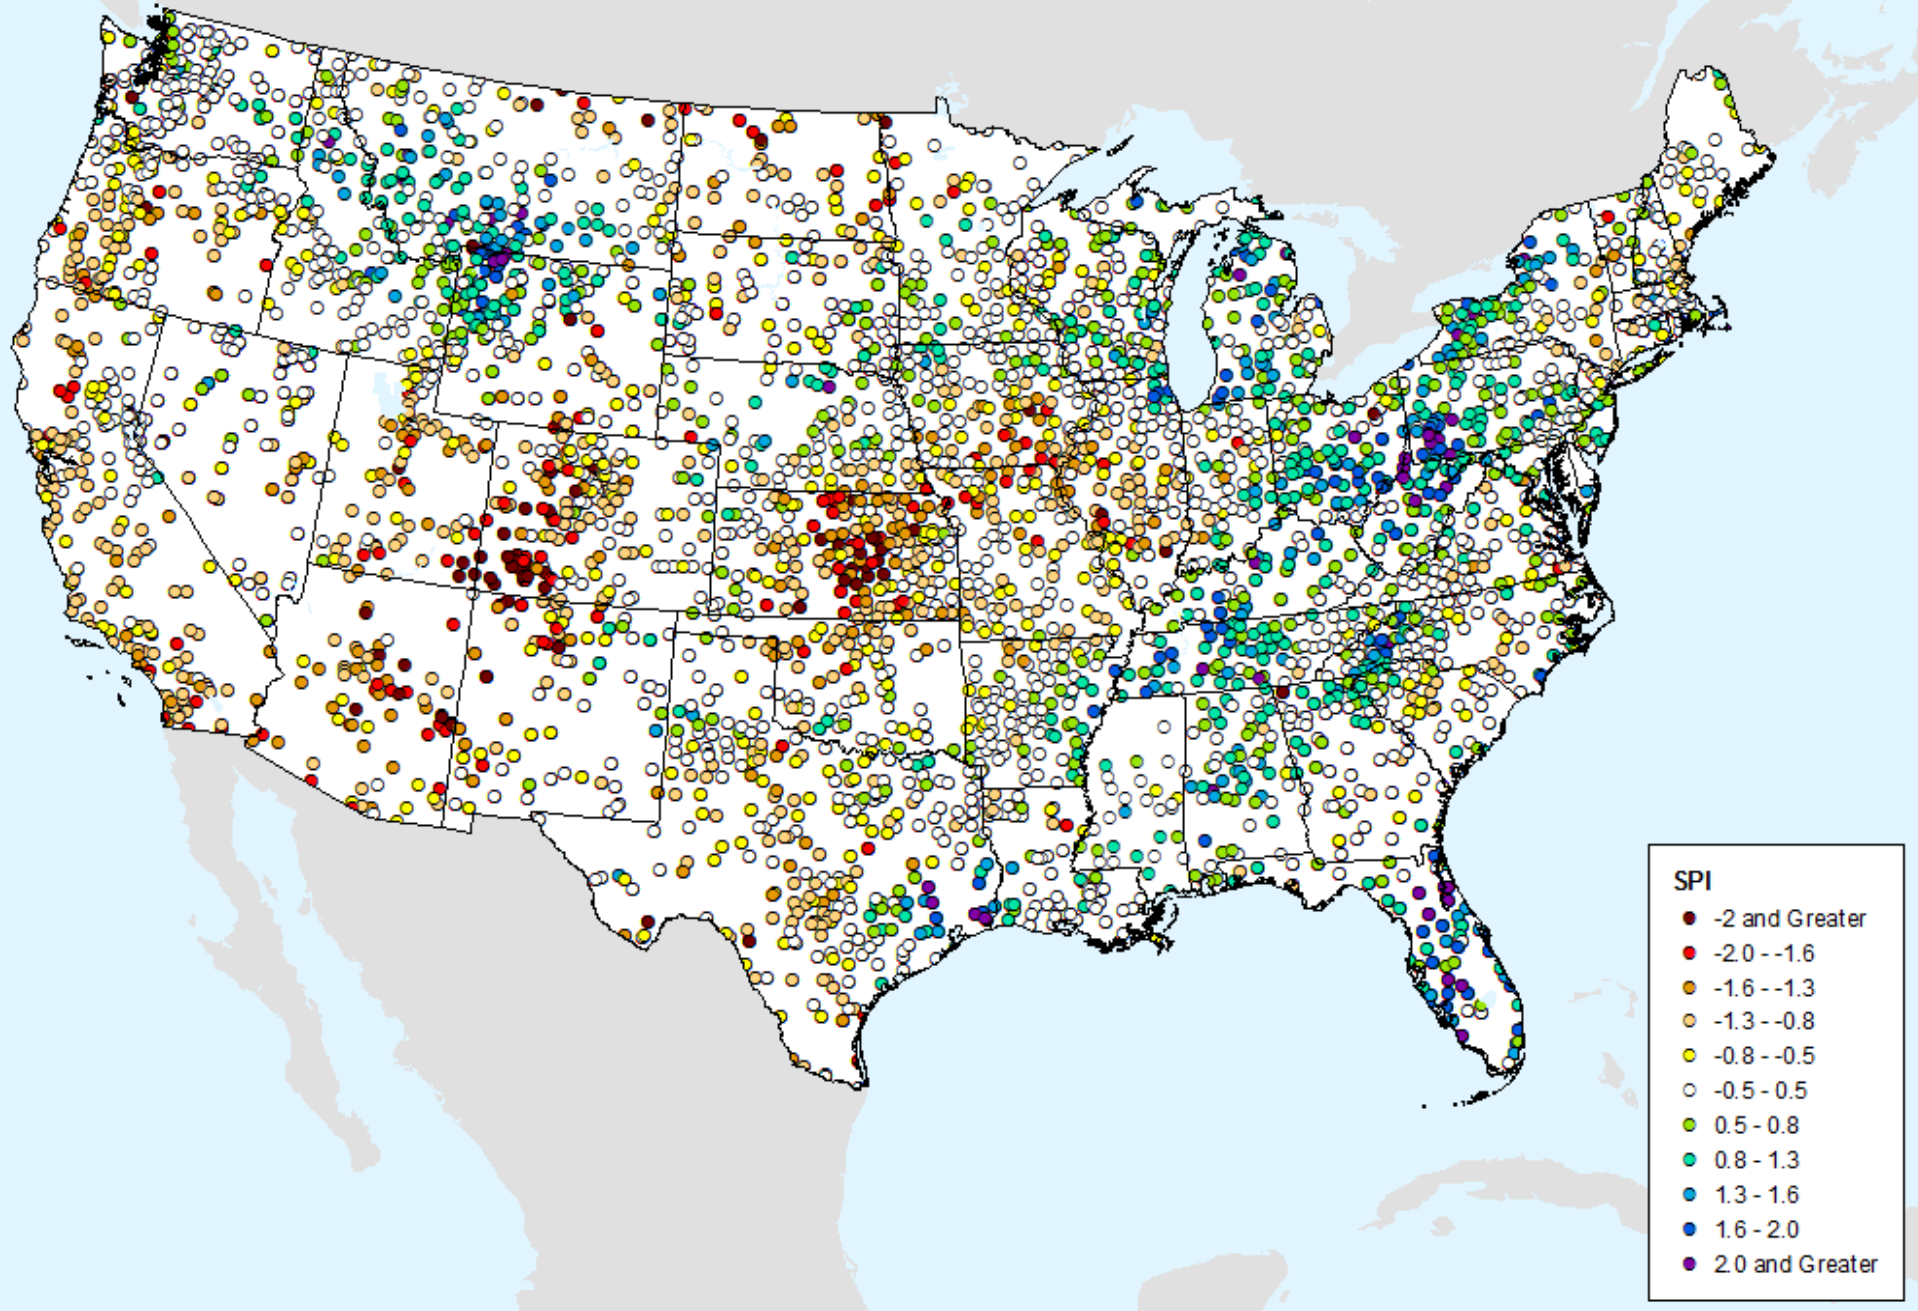 SPI
-2 and Greater
-2.0 - -1.6
-1.6 - -1.3
-1.3 - -0.8
-0.8 - -0.5
-0.5 - 0.5
0.5 - 0.8
0.8 - 1.3
1.3 - 1.6
1.6 - 2.0
2.0 and Greater